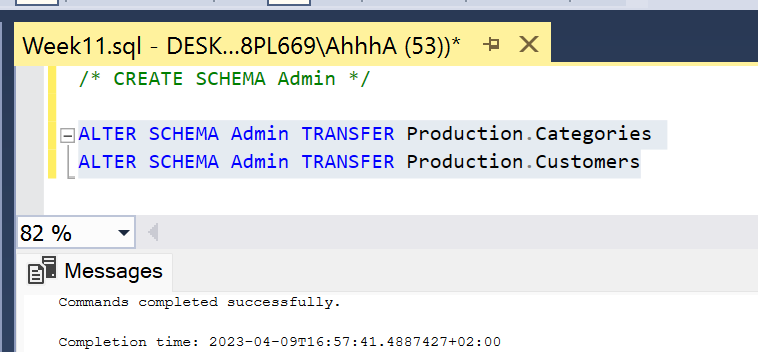 Week11.sql - DESK...8PL669\AhhhA (53))*
/* CREATE SCHEMA Admin */
ALTER SCHEMA Admin TRANSFER Production.Categories
ALTER SCHEMA Admin TRANSFER Production.Customers
82 %
Messages
Commands completed successfully.
Completion time: 2023-04-09T16:57:41.4887427+02:00